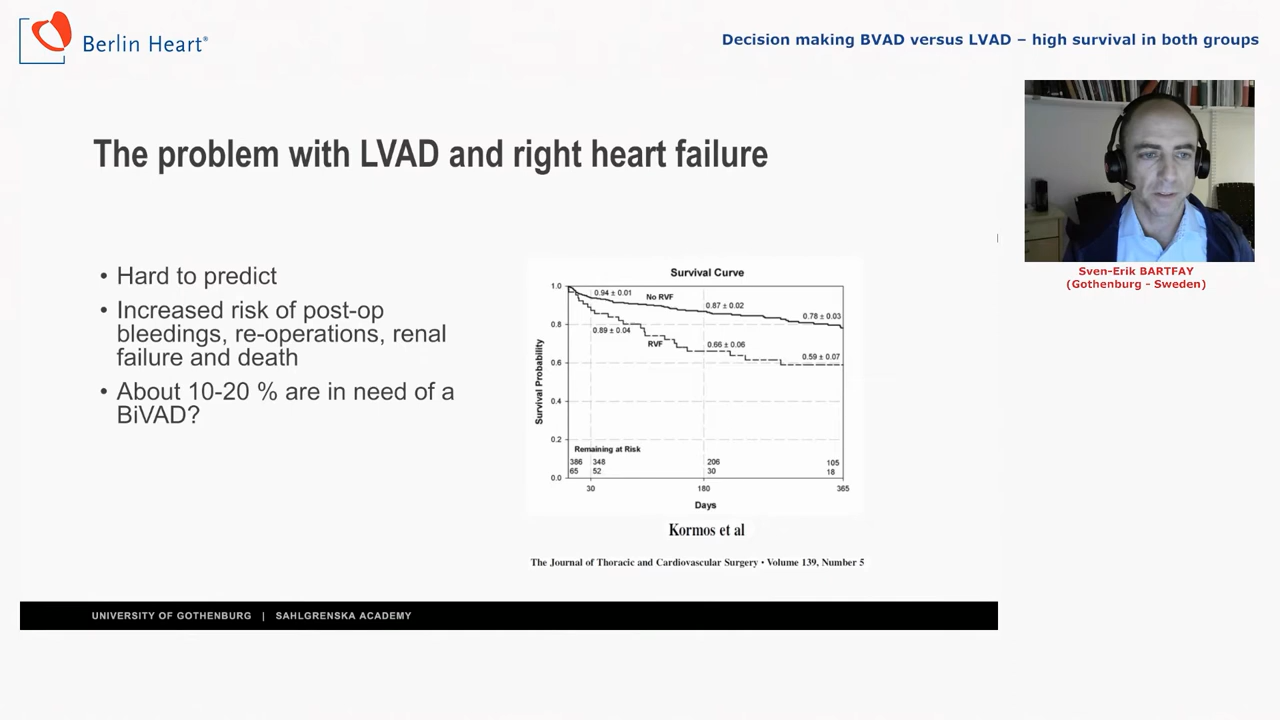 Berlin Heart®
Decision making BVAD versus LVAD – high survival in both groups
The problem with LVAD and right heart failure
• Hard to predict
• Increased risk of post-op
bleedings, re-operations, renal
failure and death
• About 10-20 % are in need of a
BiVAD?
Survival Curve
Survival Probability
1.0
0.8
0.6
0.4
0.2
0.0
0.94 ± 0.01
No RVF
0.87 ± 0.02
0.78 ± 0.03
0.89 ± 0.04
RVF
0.66 ± 0.06
0.59 ± 0.07
Remaining at Risk
386 348 206 105
65 52 30 18
30 180 365
Days
Kormos et al
The Journal of Thoracic and Cardiovascular Surgery • Volume 139, Number 5
UNIVERSITY OF GOTHENBURG | SAHLGRENSKA ACADEMY
Sven-Erik BARTFAY
(Gothenburg - Sweden)